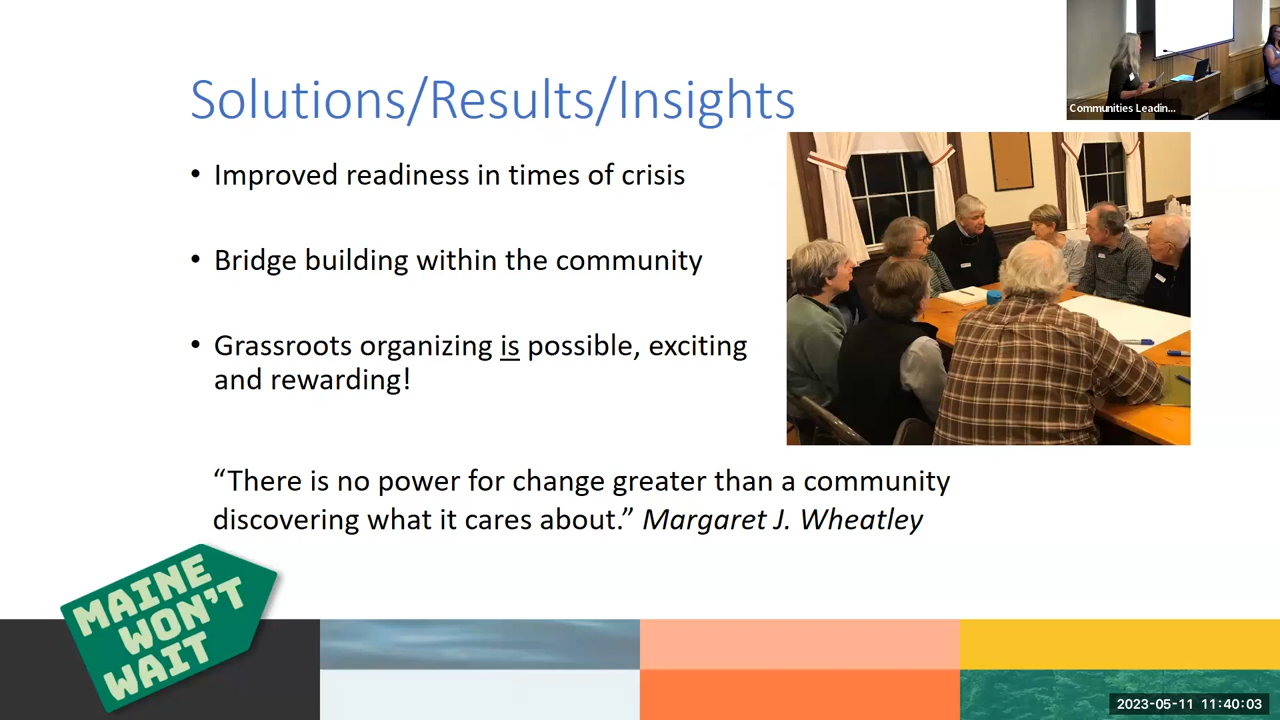 Communities Leadin...
Solutions/Results/Insights
• Improved readiness in times of crisis
• Bridge building within the community
• Grassroots organizing is possible, exciting
and rewarding!
“There is no power for change greater than a community
discovering what it cares about.” Margaret J. Wheatley
MAINE
WON'T
WAIT
2023-05-11 11:40:03